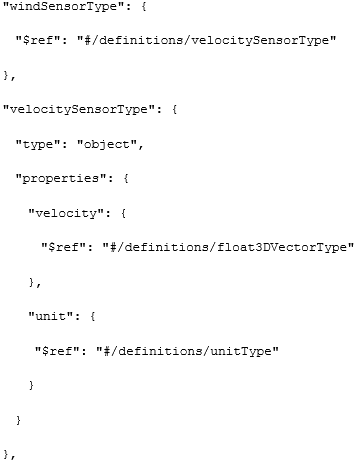 "windSensorType": {
"$ref": "#/definitions/velocitySensorType"
},
"velocitySensorType": {
"type": "object",
"properties": {
"velocity": {
"$ref": "#/definitions/float3DVectorType"
},
"unit": {
"$ref": "#/definitions/unitType"
}
}
},